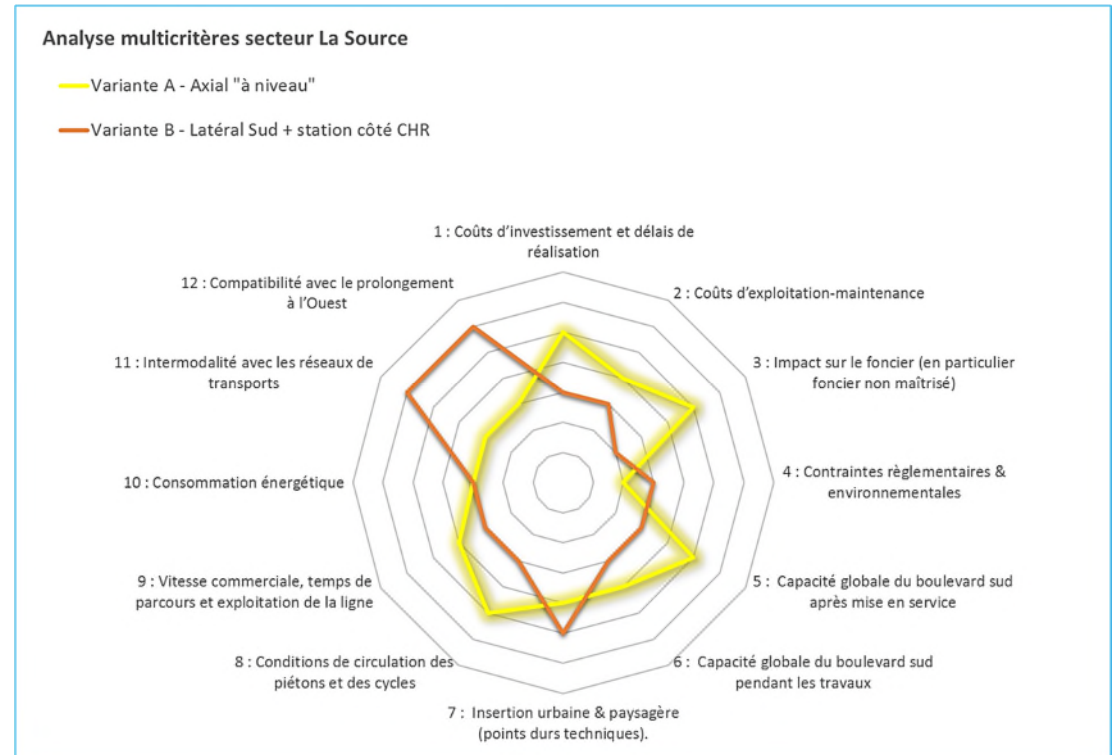 Analyse multicritères secteur La Source
Variante A - Axial "à niveau"
Variante B - Latéral Sud + station côté CHR
1 : Coûts d’investissement et délais de
réalisation
2 : Coûts d’exploitation-maintenance
3 : Impact sur le foncier (en particulier
foncier non maîtrisé)
4 : Contraintes règlementaires &
environnementales
5 : Capacité globale du boulevard sud
après mise en service
6 : Capacité globale du boulevard sud
pendant les travaux
7 : Insertion urbaine & paysagère
(points durs techniques).
8 : Conditions de circulation des
piétons et des cycles
9 : Vitesse commerciale, temps de
parcours et exploitation de la ligne
10 : Consommation énergétique
11 : Intermodalité avec les réseaux de
transports
12 : Compatibilité avec le prolongement
à l’Ouest